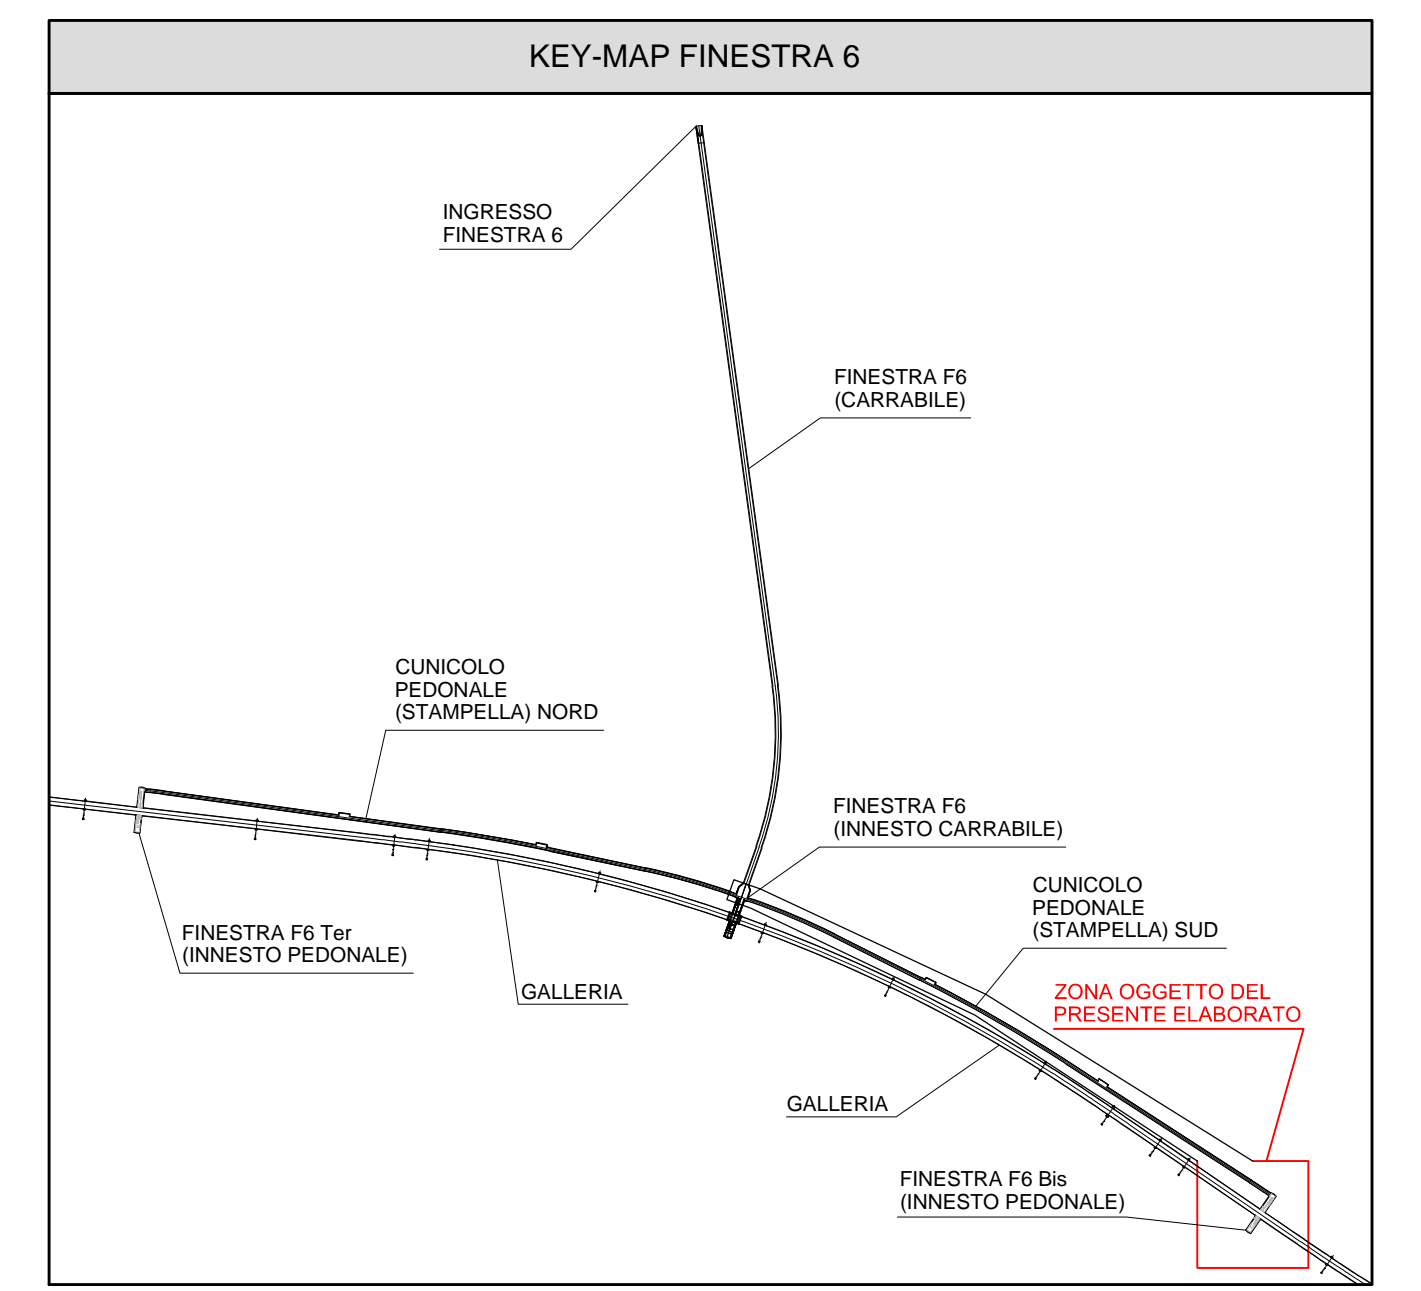 KEY-MAP FINESTRA 6
INGRESSO
FINESTRA 6
FINESTRA F6
(CARRABILE)
CUNICOLO
PEDONALE
(STAMPELLA) NORD
FINESTRA F6
(INNESTO CARRABILE)
CUNICOLO
PEDONALE
(STAMPELLA) SUD
FINESTRA F6 Ter
(INNESTO PEDONALE)
GALLERIA
ZONA OGGETTO DEL
PRESENTE ELABORATO
GALLERIA
FINESTRA F6 Bis
(INNESTO PEDONALE)